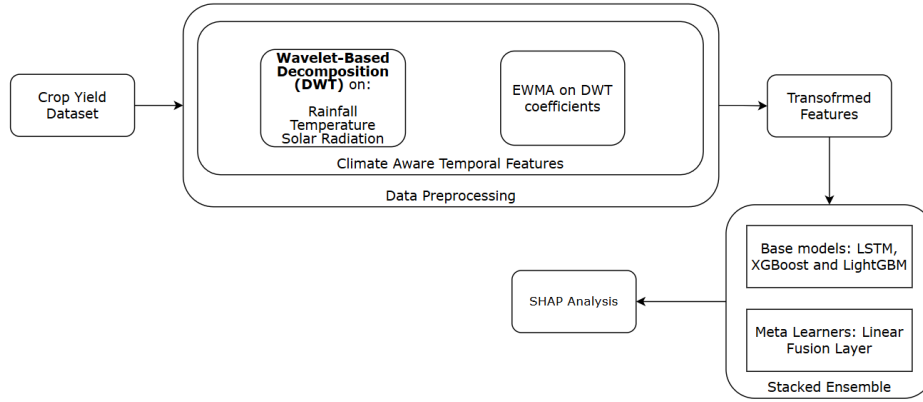 Crop Yield
Dataset
Wavelet-Based
Decomposition
(DWT) on:
Rainfall
Temperature
Solar Radiation
EWMA on DWT
coefficients
Climate Aware Temporal Features
Data Preprocessing
Transofrmed
Features
Base models: LSTM,
XGBoost and LightGBM
Meta Learners: Linear
Fusion Layer
Stacked Ensemble
SHAP Analysis